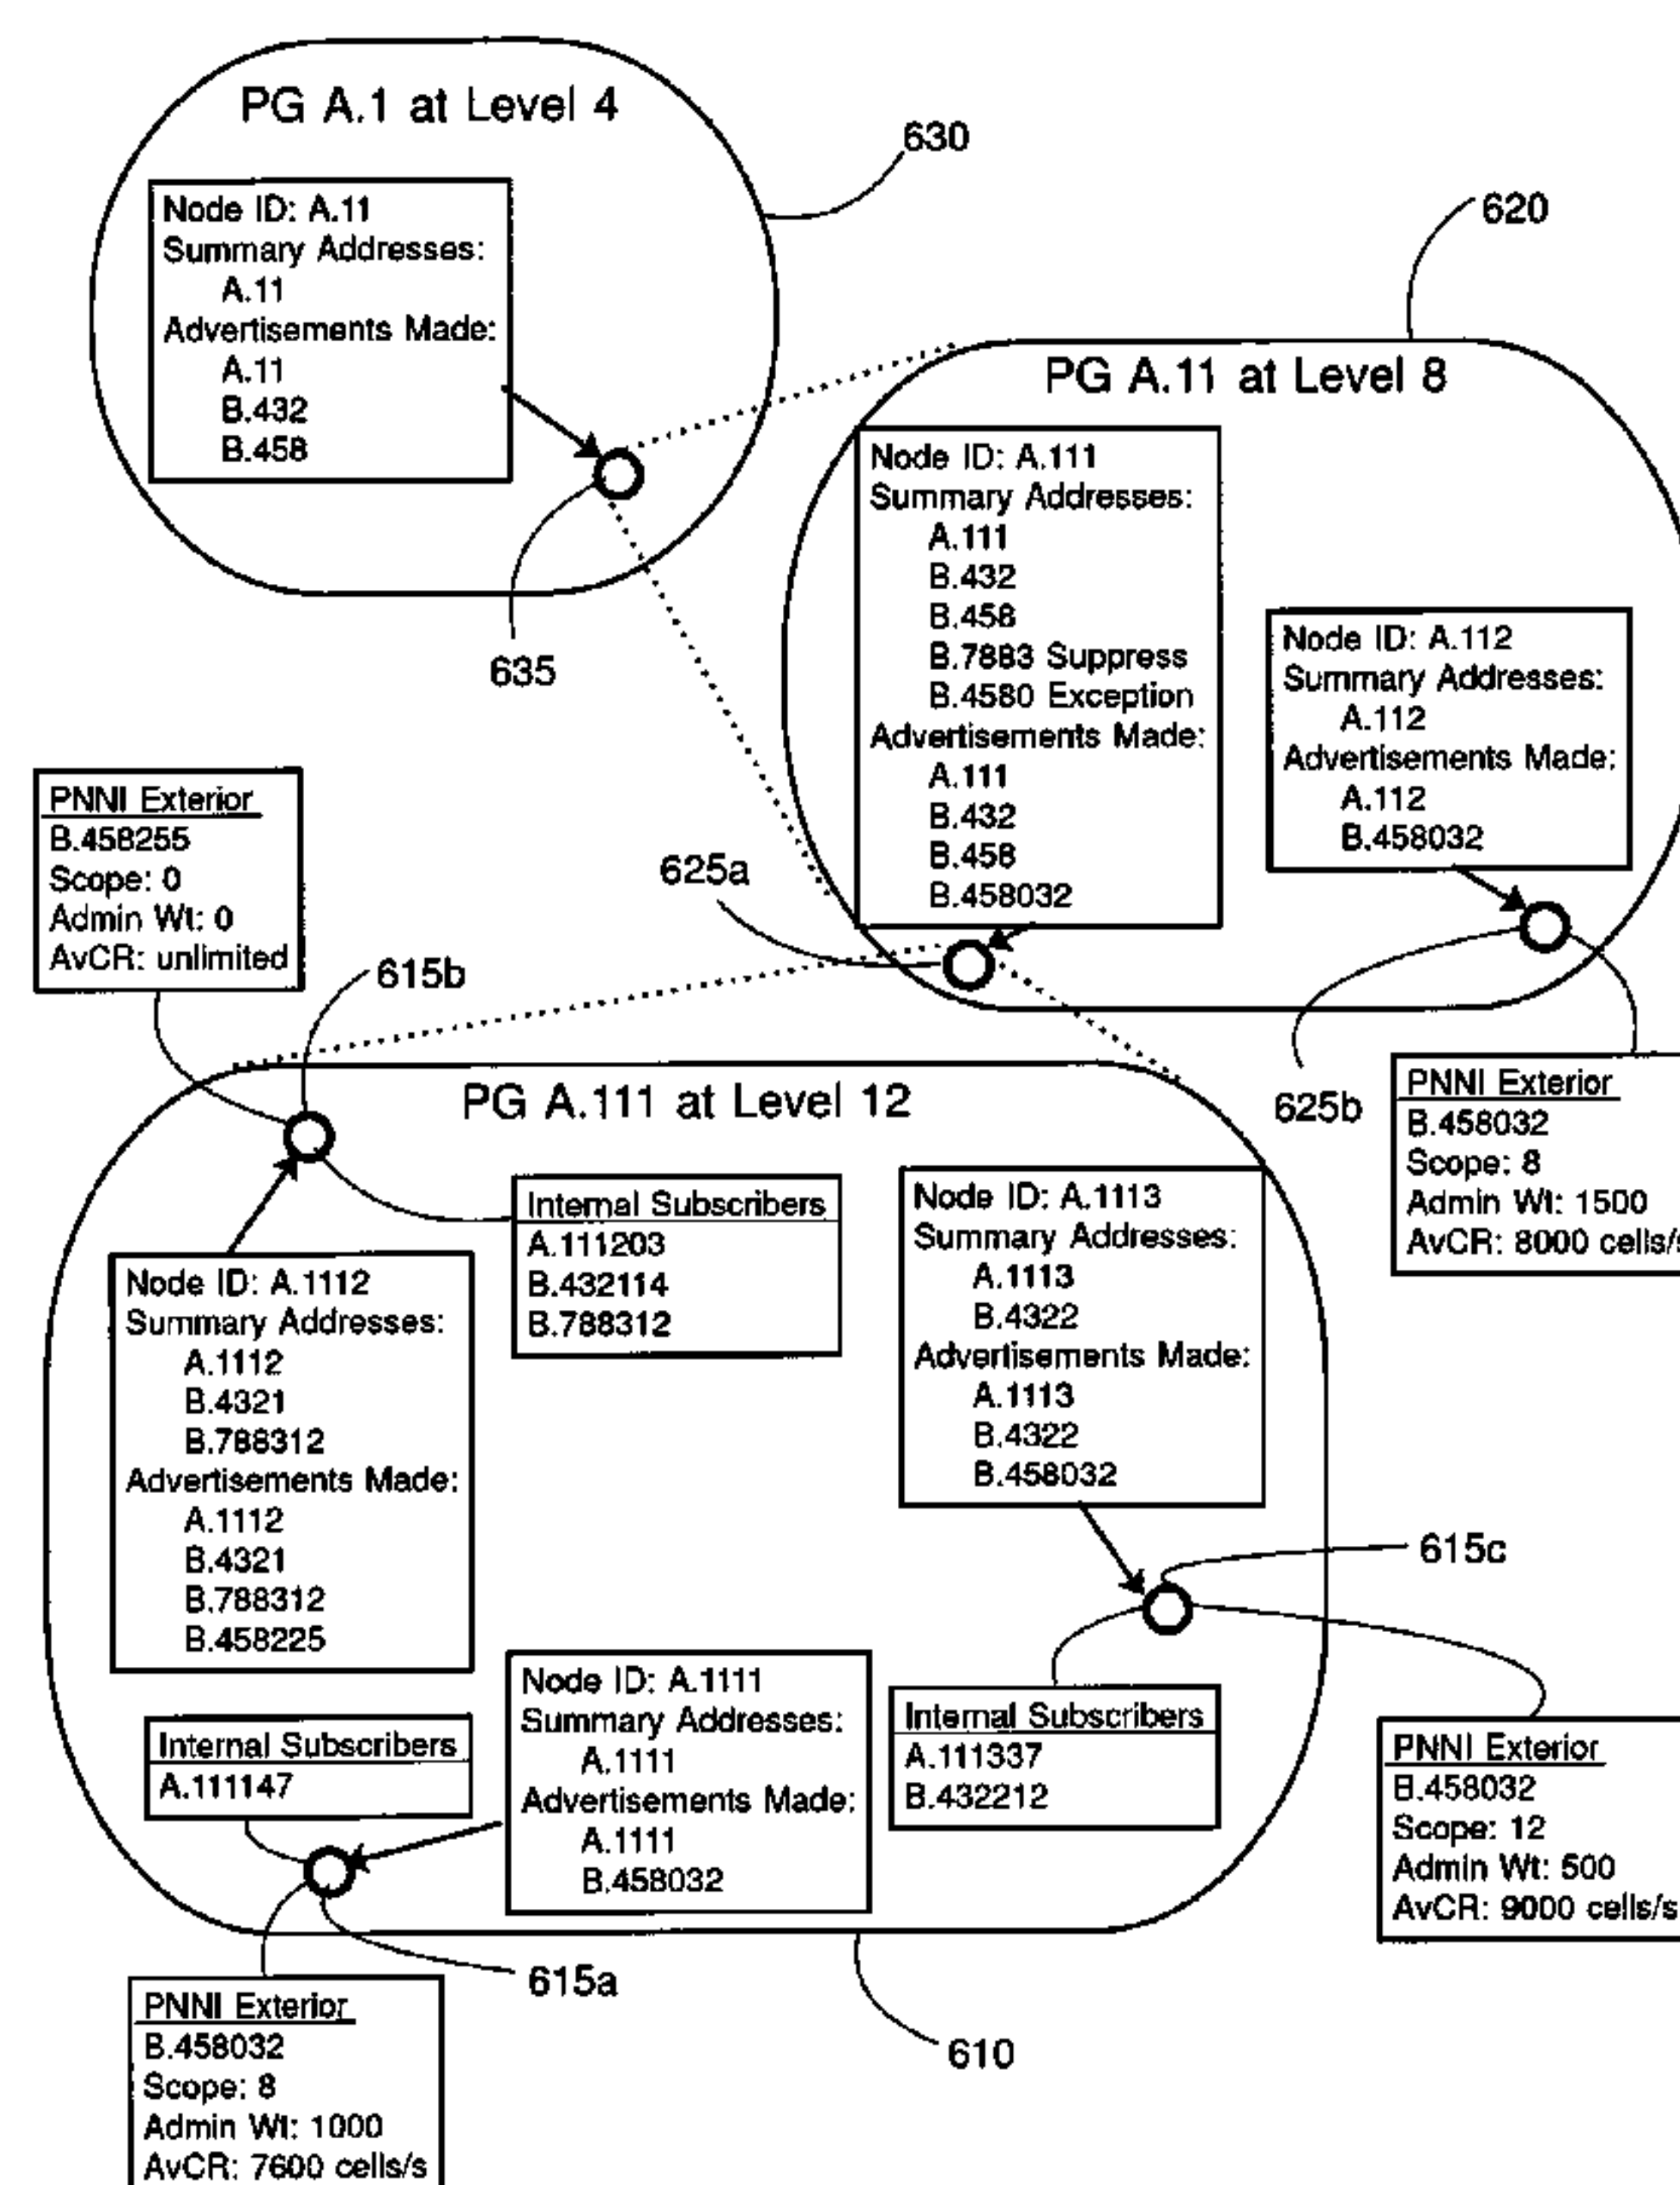 PG A.1 at Level 4
630
Node ID: A.11
Summary Addresses:
A.11
Advertisements Made:
A.11
B.432
B.458
635
620
PG A.11 at Level 8
Node ID: A.111
Summary Addresses:
A.111
B.432
B.458
B.7883 Suppress
B.4580 Exception
Advertisements Made:
A.111
B.432
B.458
B.458032
625a
Node ID: A.112
Summary Addresses:
A.112
Advertisements Made:
A.112
B.458032
625b
PNNI Exterior
B.458032
Scope: 8
Admin Wt: 1500
AvCR: 8000 cells/s
PNNI Exterior
B.458255
Scope: 0
Admin Wt: 0
AvCR: unlimited
615b
PG A.111 at Level 12
Internal Subscribers
A.111203
B.432114
B.788312
Node ID: A.1112
Summary Addresses:
A.1112
B.4321
B.788312
Advertisements Made:
A.1112
B.4321
B.788312
B.458225
Node ID: A.1113
Summary Addresses:
A.1113
B.4322
Advertisements Made:
A.1113
B.4322
B.458032
615c
Internal Subscribers
A.111337
B.432212
PNNI Exterior
B.458032
Scope: 12
Admin Wt: 500
AvCR: 9000 cells/s
Internal Subscribers
A.111147
Node ID: A.1111
Summary Addresses:
A.1111
Advertisements Made:
A.1111
B.458032
615a
610
PNNI Exterior
B.458032
Scope: 8
Admin Wt: 1000
AvCR: 7600 cells/s